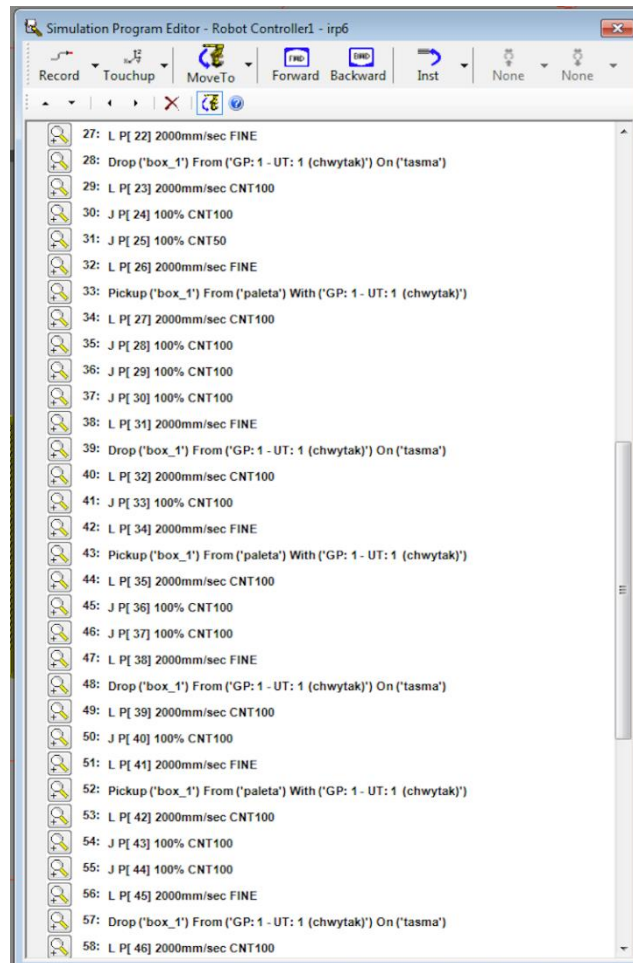 Simulation Program Editor - Robot Controller1 - irp6
Record Touchup MoveTo FWD Forward BWD Backward Inst None None
27: L P[ 22] 2000mm/sec FINE
28: Drop ('box_1') From ('GP: 1 - UT: 1 (chwytak)') On ('tasma')
29: L P[ 23] 2000mm/sec CNT100
30: J P[ 24] 100% CNT100
31: J P[ 25] 100% CNT50
32: L P[ 26] 2000mm/sec FINE
33: Pickup ('box_1') From ('paleta') With ('GP: 1 - UT: 1 (chwytak)')
34: L P[ 27] 2000mm/sec CNT100
35: J P[ 28] 100% CNT100
36: J P[ 29] 100% CNT100
37: J P[ 30] 100% CNT100
38: L P[ 31] 2000mm/sec FINE
39: Drop ('box_1') From ('GP: 1 - UT: 1 (chwytak)') On ('tasma')
40: L P[ 32] 2000mm/sec CNT100
41: J P[ 33] 100% CNT100
42: L P[ 34] 2000mm/sec FINE
43: Pickup ('box_1') From ('paleta') With ('GP: 1 - UT: 1 (chwytak)')
44: L P[ 35] 2000mm/sec CNT100
45: J P[ 36] 100% CNT100
46: J P[ 37] 100% CNT100
47: L P[ 38] 2000mm/sec FINE
48: Drop ('box_1') From ('GP: 1 - UT: 1 (chwytak)') On ('tasma')
49: L P[ 39] 2000mm/sec CNT100
50: J P[ 40] 100% CNT100
51: L P[ 41] 2000mm/sec FINE
52: Pickup ('box_1') From ('paleta') With ('GP: 1 - UT: 1 (chwytak)')
53: L P[ 42] 2000mm/sec CNT100
54: J P[ 43] 100% CNT100
55: J P[ 44] 100% CNT100
56: L P[ 45] 2000mm/sec FINE
57: Drop ('box_1') From ('GP: 1 - UT: 1 (chwytak)') On ('tasma')
58: L P[ 46] 2000mm/sec CNT100